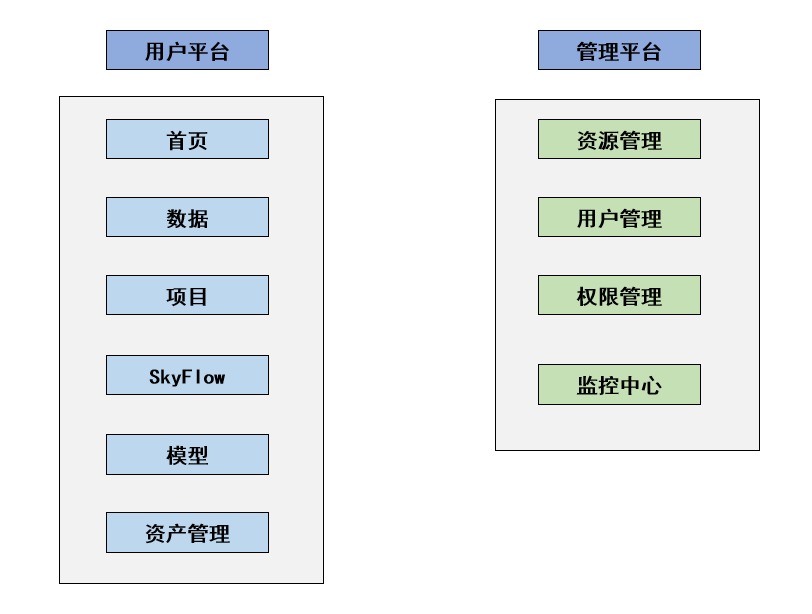 用户平台
首页
数据
项目
SkyFlow
模型
资产管理
管理平台
资源管理
用户管理
权限管理
监控中心